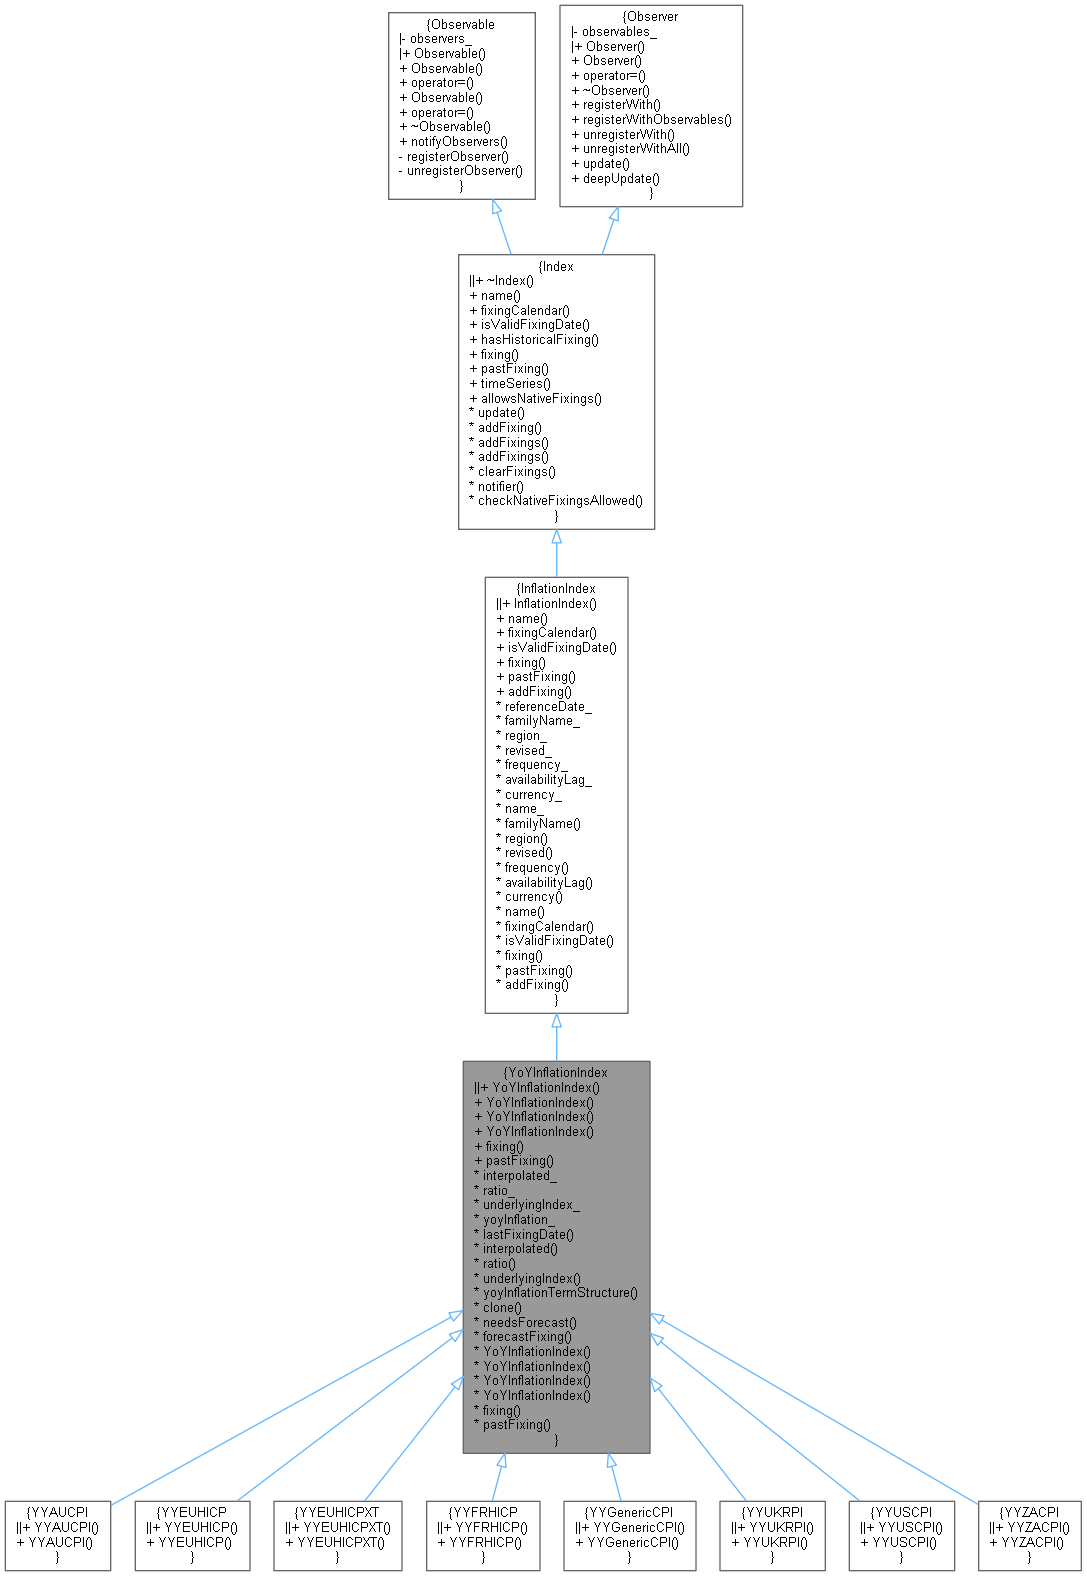 {Observable
|- observers_
|+ Observable()
+ Observable()
+ operator=()
+ Observable()
+ operator=()
+ ~Observable()
+ notifyObservers()
- registerObserver()
- unregisterObserver()
}
{Observer
|- observables_
|+ Observer()
+ Observer()
+ operator=()
+ ~Observer()
+ registerWith()
+ registerWithObservables()
+ unregisterWith()
+ unregisterWithAll()
+ update()
+ deepUpdate()
}
{Index
||+ ~Index()
+ name()
+ fixingCalendar()
+ isValidFixingDate()
+ hasHistoricalFixing()
+ fixing()
+ pastFixing()
+ timeSeries()
+ allowsNativeFixings()
* update()
* addFixing()
* addFixings()
* addFixings()
* clearFixings()
* notifier()
* checkNativeFixingsAllowed()
}
{InflationIndex
||+ InflationIndex()
+ name()
+ fixingCalendar()
+ isValidFixingDate()
+ fixing()
+ pastFixing()
+ addFixing()
* referenceDate_
* familyName_
* region_
* revised_
* frequency_
* availabilityLag_
* currency_
* name_
* familyName()
* region()
* revised()
* frequency()
* availabilityLag()
* currency()
* name()
* fixingCalendar()
* isValidFixingDate()
* fixing()
* pastFixing()
* addFixing()
}
{YoYInflationIndex
||+ YoYInflationIndex()
+ YoYInflationIndex()
+ YoYInflationIndex()
+ YoYInflationIndex()
+ fixing()
+ pastFixing()
* interpolated_
* ratio_
* underlyingIndex_
* yoyInflation_
* lastFixingDate()
* interpolated()
* ratio()
* underlyingIndex()
* yoyInflationTermStructure()
* clone()
* needsForecast()
* forecastFixing()
* YoYInflationIndex()
* YoYInflationIndex()
* YoYInflationIndex()
* YoYInflationIndex()
* fixing()
* pastFixing()
}
{YYAUCPI
||+ YYAUCPI()
+ YYAUCPI()
}
{YYEUHICP
||+ YYEUHICP()
+ YYEUHICP()
}
{YYEUHICPXT
||+ YYEUHICPXT()
+ YYEUHICPXT()
}
{YYFRHICP
||+ YYFRHICP()
+ YYFRHICP()
}
{YYGenericCPI
||+ YYGenericCPI()
+ YYGenericCPI()
}
{YYUKRPI
||+ YYUKRPI()
+ YYUKRPI()
}
{YYUSCPI
||+ YYUSCPI()
+ YYUSCPI()
}
{YYZACPI
||+ YYZACPI()
+ YYZACPI()
}